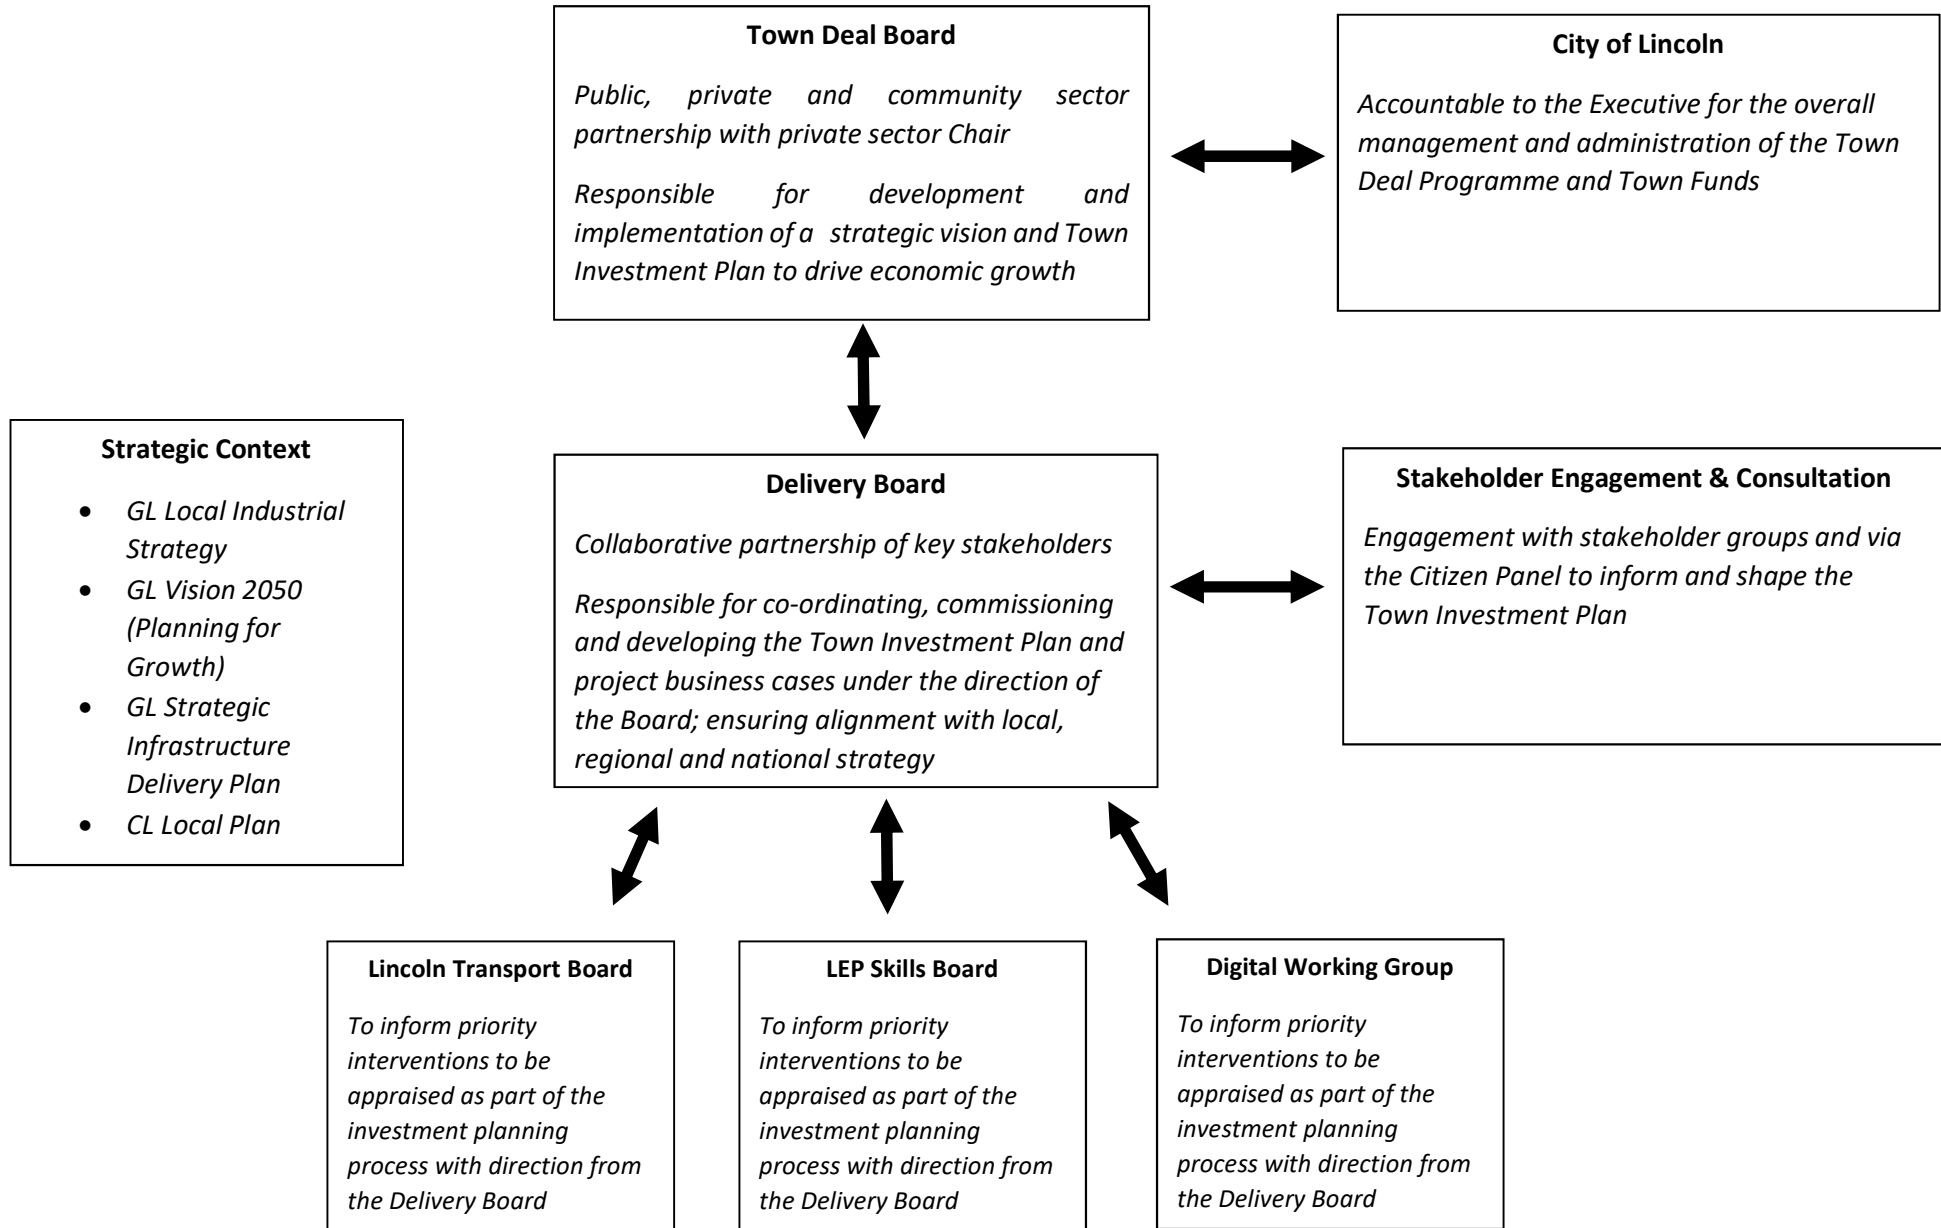 Town Deal Board
Public, private and community sector
partnership with private sector Chair
Responsible for development and
implementation of a strategic vision and Town
Investment Plan to drive economic growth
City of Lincoln
Accountable to the Executive for the overall
management and administration of the Town
Deal Programme and Town Funds
Strategic Context
• GL Local Industrial
Strategy
• GL Vision 2050
(Planning for
Growth)
• GL Strategic
Infrastructure
Delivery Plan
• CL Local Plan
Delivery Board
Collaborative partnership of key stakeholders
Responsible for co-ordinating, commissioning
and developing the Town Investment Plan and
project business cases under the direction of
the Board; ensuring alignment with local,
regional and national strategy
Stakeholder Engagement & Consultation
Engagement with stakeholder groups and via
the Citizen Panel to inform and shape the
Town Investment Plan
Lincoln Transport Board
To inform priority
interventions to be
appraised as part of the
investment planning
process with direction from
the Delivery Board
LEP Skills Board
To inform priority
interventions to be
appraised as part of the
investment planning
process with direction from
the Delivery Board
Digital Working Group
To inform priority
interventions to be
appraised as part of the
investment planning
process with direction from
the Delivery Board